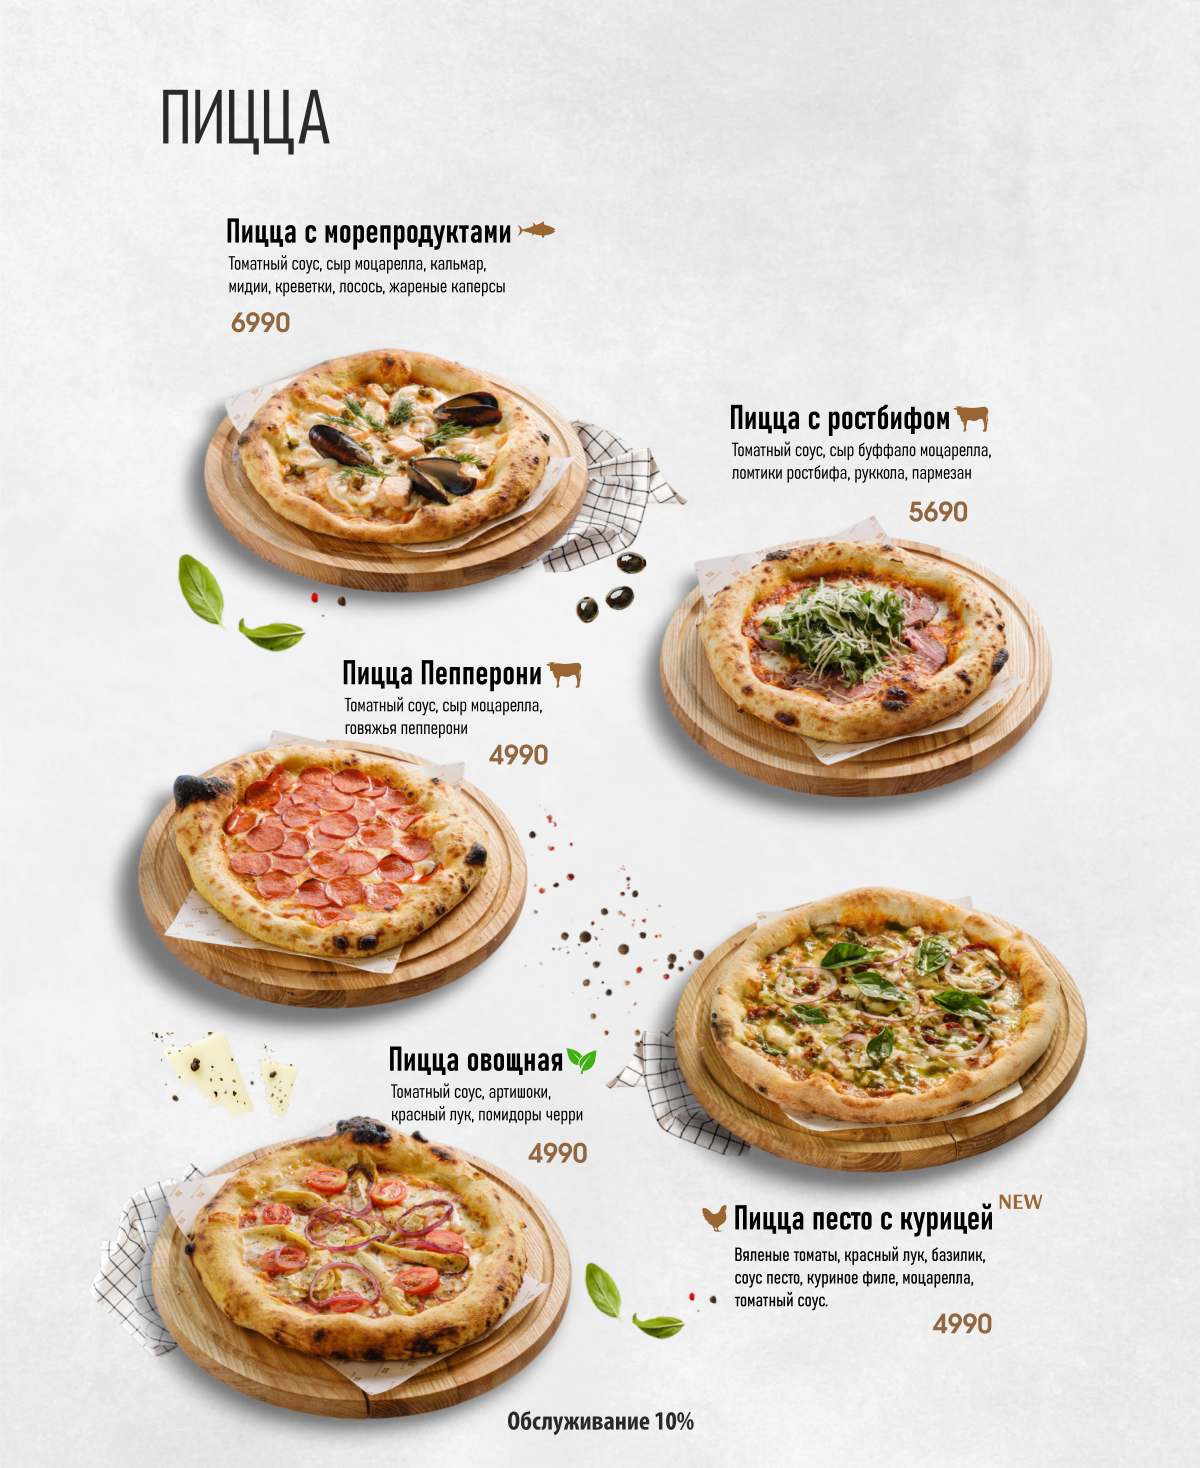 ПИЦЦА
Пицца с морепродуктами
Томатный соус, сыр моцарелла, кальмар,
мидии, креветки, лосось, жареные каперсы
6990
Пицца с ростбифом
Томатный соус, сыр буффало моцарелла,
ломтики ростбифа, руккола, пармезан
5690
Пицца Пепперони
Томатный соус, сыр моцарелла,
говяжья пепперони
4990
Пицца овощная
Томатный соус, артишоки,
красный лук, помидоры черри
4990
Пицца песто с курицей NEW
Вяленые томаты, красный лук, базилик,
соус песто, куриное филе, моцарелла,
томатный соус.
4990
Обслуживание 10%